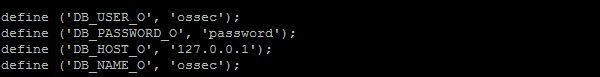 define ('DB_USER_O', 'ossec');
define ('DB_PASSWORD_O', 'password');
define ('DB_HOST_O', '127.0.0.1');
define ('DB_NAME_O', 'ossec');